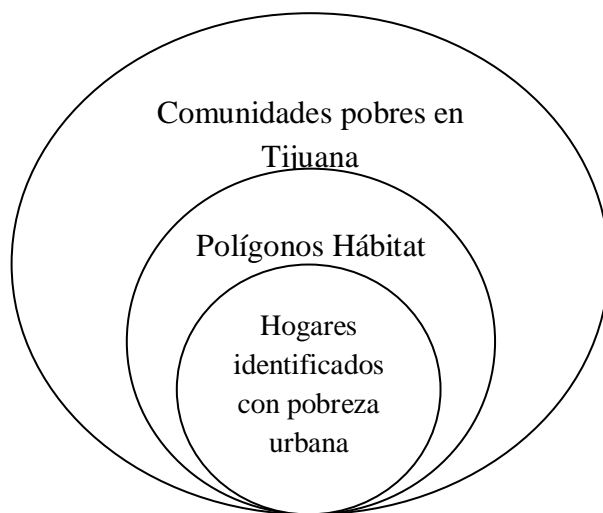 Comunidades pobres en
Tijuana
Polígonos Hábitat
Hogares
identificados
con pobreza
urbana